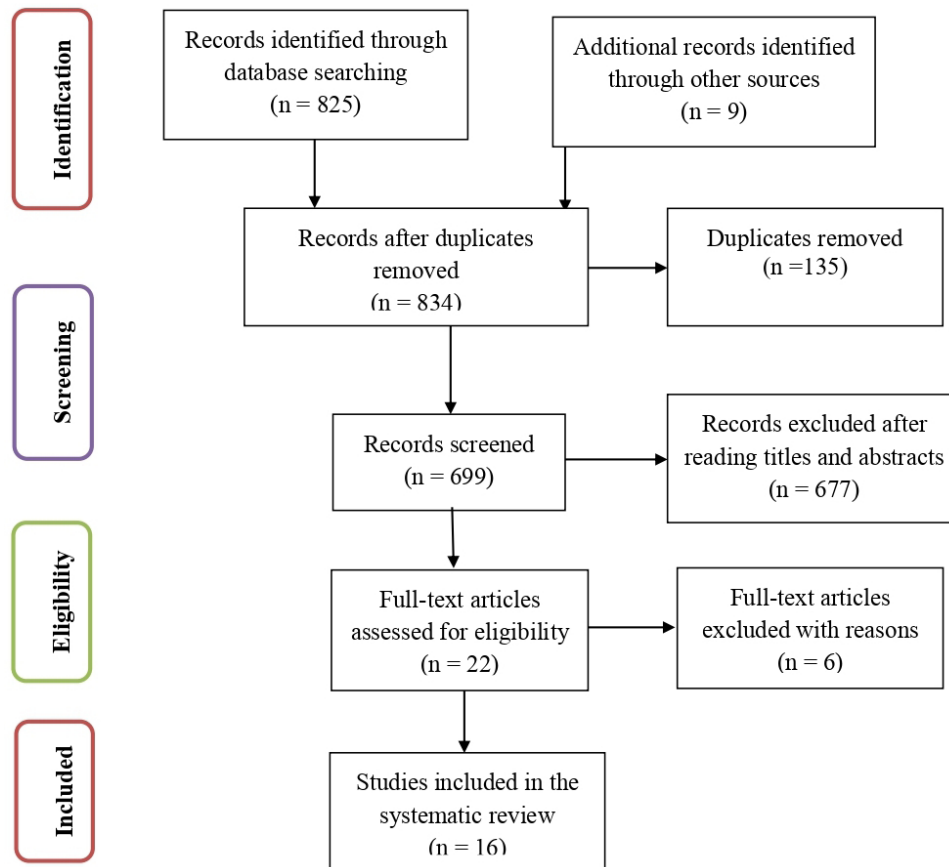 Identification
Records identified through
database searching
(n = 825)
Additional records identified
through other sources
(n = 9)
Records after duplicates
removed
(n = 834)
Duplicates removed
(n =135)
Screening
Records screened
(n = 699)
Records excluded after
reading titles and abstracts
(n = 677)
Eligibility
Full-text articles
assessed for eligibility
(n = 22)
Full-text articles
excluded with reasons
(n = 6)
Included
Studies included in the
systematic review
(n = 16)